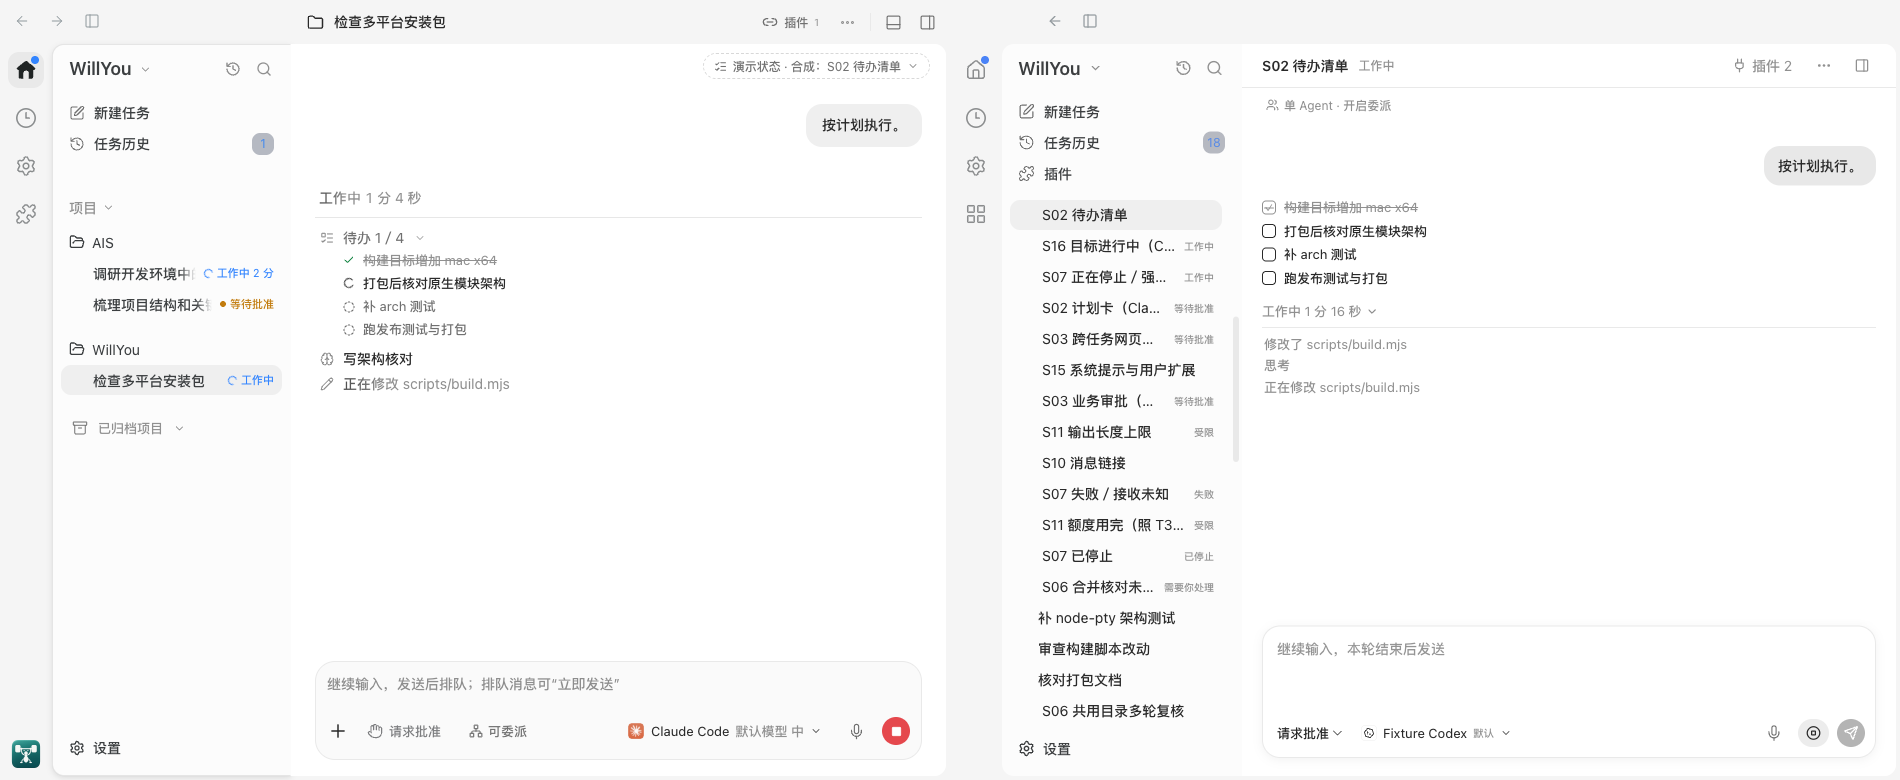 检查多平台安装包
插件 1
WillYou
演示状态 · 合成：S02 待办清单
新建任务
任务历史
1
按计划执行。
项目
工作中 1 分 4 秒
AIS
待办 1 / 4
构建目标增加 mac x64
调研开发环境中
工作中 2 分
打包后核对原生模块架构
梳理项目结构和关
等待批准
补 arch 测试
跑发布测试与打包
WillYou
写架构核对
检查多平台安装包
工作中
正在修改 scripts/build.mjs
已归档项目
继续输入，发送后排队；排队消息可“立即发送”
请求批准
可委派
Claude Code 默认模型 中
设置
WillYou
S02 待办清单 工作中
插件 2
单 Agent · 开启委派
新建任务
任务历史
18
插件
按计划执行。
S02 待办清单
S16 目标进行中（C... 工作中
S07 正在停止 / 强... 工作中
S02 计划卡（Cla... 等待批准
S03 跨任务网页... 等待批准
S15 系统提示与用户扩展
S03 业务审批（... 等待批准
S11 输出长度上限 受限
S10 消息链接
S07 失败 / 接收未知 失败
S11 额度用完（照 T3... 受限
S07 已停止 已停止
S06 合并核对未... 需要你处理
补 node-pty 架构测试
审查构建脚本改动
核对打包文档
S06 共用目录多轮复核
设置
构建目标增加 mac x64
打包后核对原生模块架构
补 arch 测试
跑发布测试与打包
工作中 1 分 16 秒
修改了 scripts/build.mjs
思考
正在修改 scripts/build.mjs
继续输入，本轮结束后发送
请求批准
Fixture Codex 默认